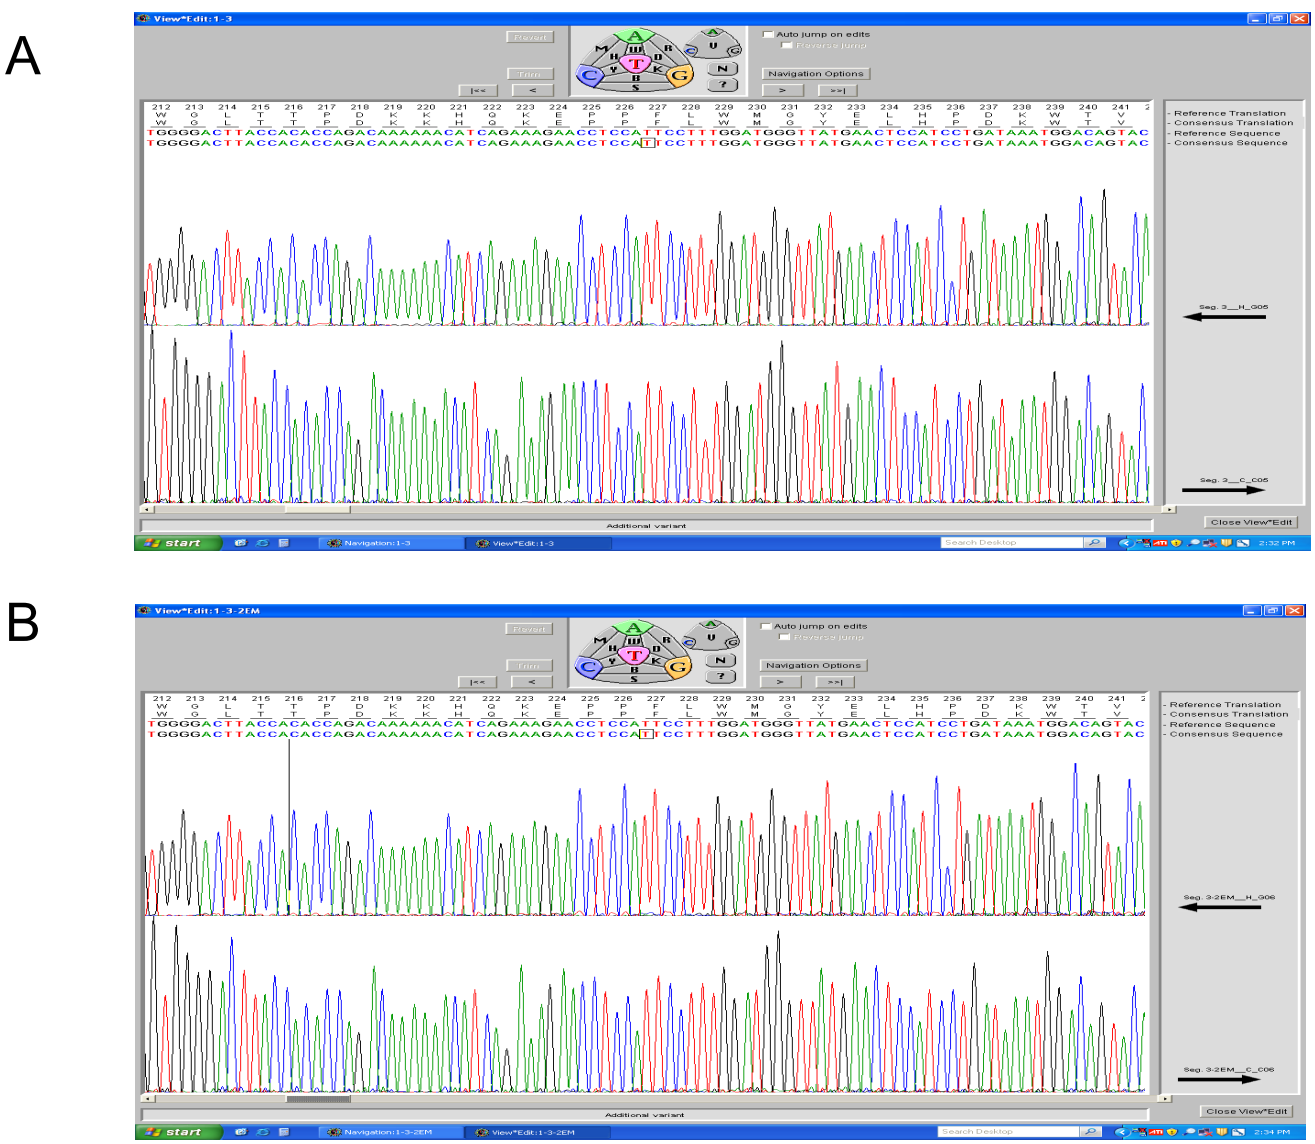 A
View*Edit:1-3
Revert
Trim
|<<
<
A
M W R
H D
Y T K
C B G
S
A
C U G
N
?
Auto jump on edits
Reverse jump
Navigation Options
>
>>|
212 213 214 215 216 217 218 219 220 221 222 223 224 225 226 227 228 229 230 231 232 233 234 235 236 237 238 239 240 241 2
W G L T T P D K K H Q K E P P F L W M G Y E L H P D K W T V
W G L T T P D K K H Q K E P P F L W M G Y E L H P D K W T V
TGGGGACTTACCACACCAGACAAAAAACATCAGAAAGAACCTCCATTCCTTTGGATGGGTTATGAACTCCATCCTGATAAATGGACAGTAC
TGGGGACTTACCACACCAGACAAAAAACATCAGAAAGAACCTCCATTCCTTTGGATGGGTTATGAACTCCATCCTGATAAATGGACAGTAC
- Reference Translation
- Consensus Translation
- Reference Sequence
- Consensus Sequence
Seg. 3__H_G05
Seg. 3__C_C05
Additional variant
Close View*Edit
start
Navigation:1-3
View*Edit:1-3
Search Desktop
ATI
2:32 PM
B
View*Edit:1-3-2EM
Revert
Trim
|<<
<
A
M W R
H D
Y T K
C B G
S
A
C U G
N
?
Auto jump on edits
Reverse jump
Navigation Options
>
>>|
212 213 214 215 216 217 218 219 220 221 222 223 224 225 226 227 228 229 230 231 232 233 234 235 236 237 238 239 240 241 2
W G L T T P D K K H Q K E P P F L W M G Y E L H P D K W T V
W G L T T P D K K H Q K E P P F L W M G Y E L H P D K W T V
TGGGGACTTACCACACCAGACAAAAAACATCAGAAAGAACCTCCATTCCTTTGGATGGGTTATGAACTCCATCCTGATAAATGGACAGTAC
TGGGGACTTACCACACCAGACAAAAAACATCAGAAAGAACCTCCATTCCTTTGGATGGGTTATGAACTCCATCCTGATAAATGGACAGTAC
- Reference Translation
- Consensus Translation
- Reference Sequence
- Consensus Sequence
Seg. 3-2EM__H_G06
Seg. 3-2EM__C_C06
Additional variant
Close View*Edit
start
Navigation:1-3-2EM
View*Edit:1-3-2EM
Search Desktop
ATI
2:34 PM